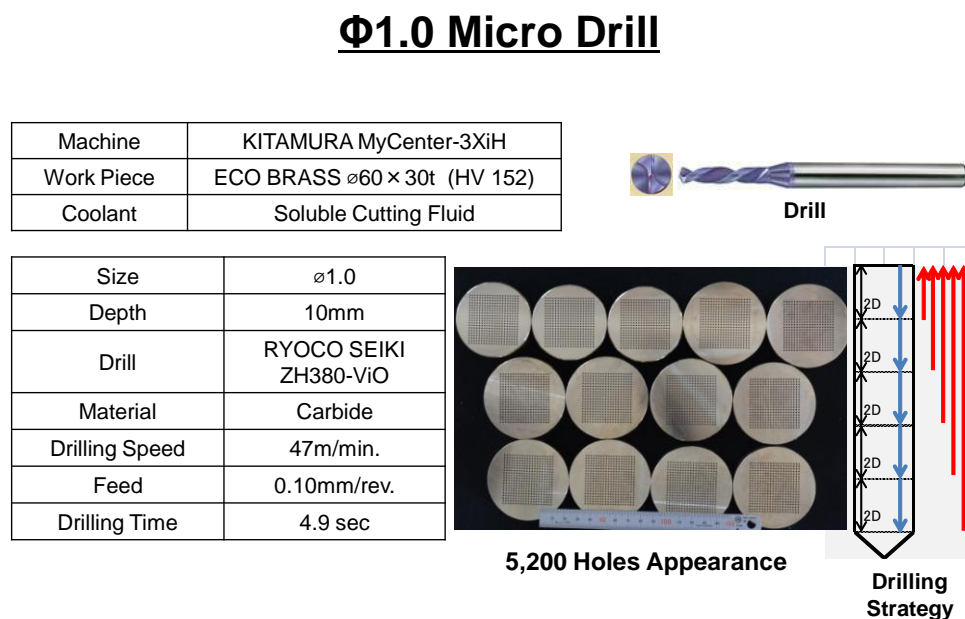 Φ1.0 Micro Drill
Machine KITAMURA MyCenter-3XiH
Work Piece ECO BRASS ⌀60×30t (HV 152)
Coolant Soluble Cutting Fluid
Drill
Size ⌀1.0
Depth 10mm
Drill RYOCO SEIKI
ZH380-ViO
Material Carbide
Drilling Speed 47m/min.
Feed 0.10mm/rev.
Drilling Time 4.9 sec
5,200 Holes Appearance
2D
2D
2D
2D
2D
Drilling
Strategy